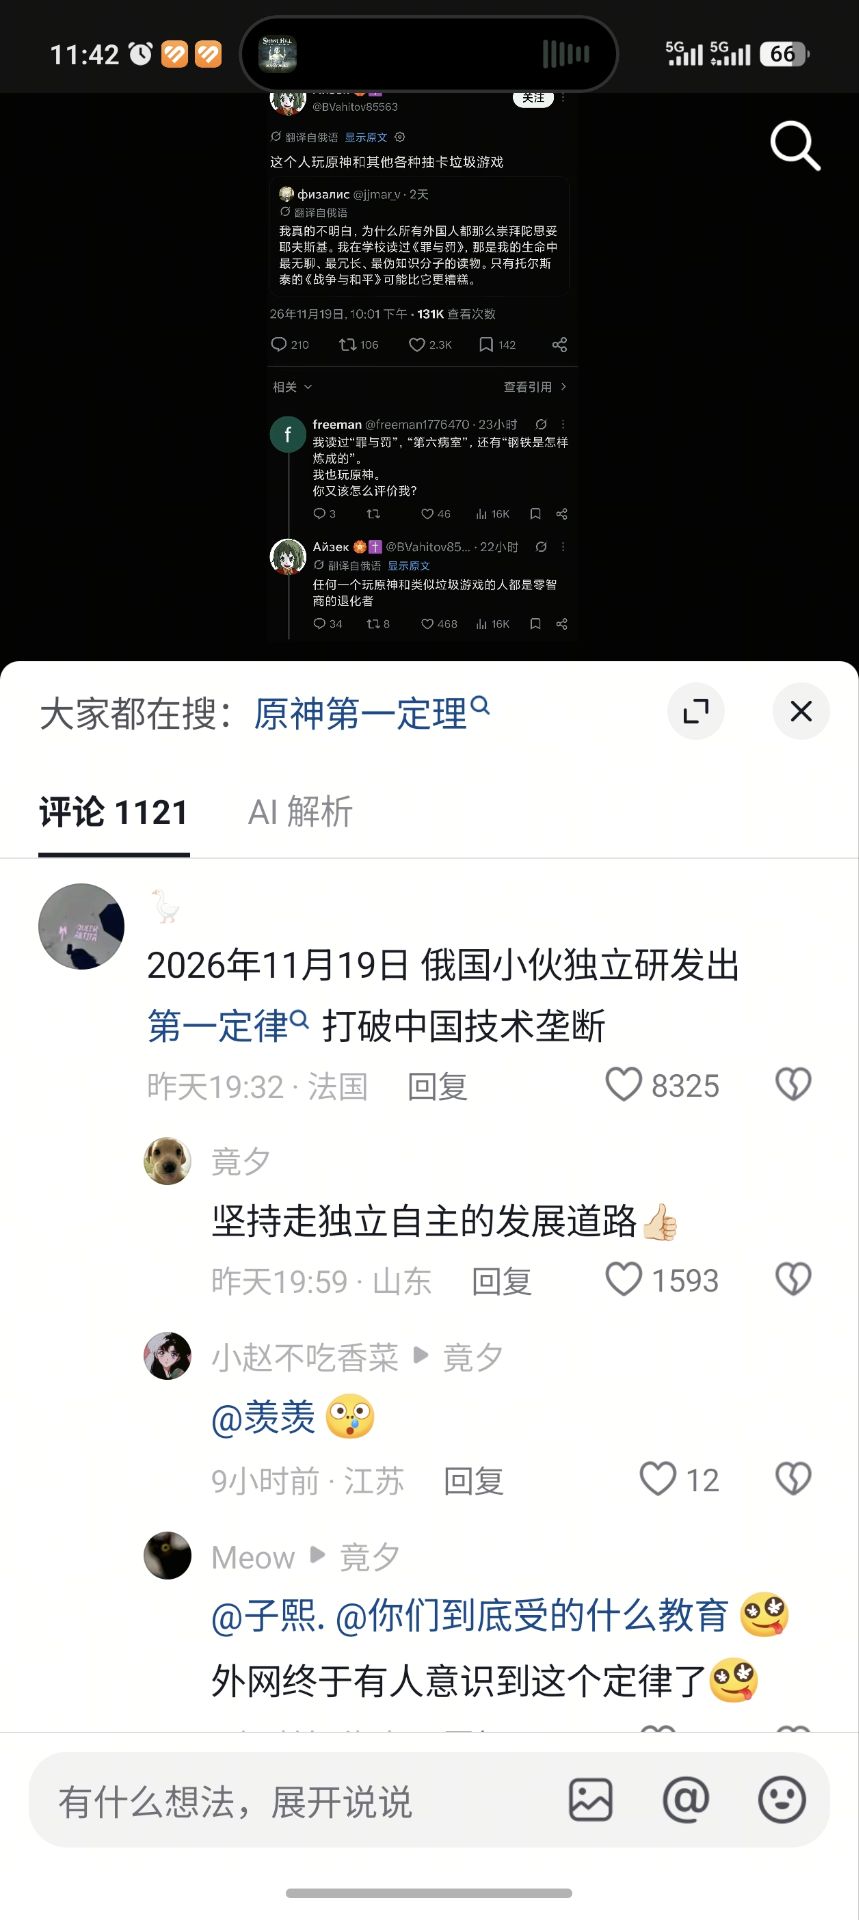 11:42
5G 5G 66
@BVahitov85563
关注
翻译自俄语 显示原文
这个人玩原神和其他各种抽卡垃圾游戏
физалис @jjmar_v · 2天
翻译自俄语
我真的不明白，为什么所有外国人都那么崇拜陀思妥
耶夫斯基。我在学校读过《罪与罚》，那是我的生命中
最无聊、最冗长、最伪知识分子的读物。只有托尔斯
泰的《战争与和平》可能比它更糟糕。
26年11月19日, 10:01 下午 · 131K 查看次数
210 106 2.3K 142
相关 查看引用
f
freeman @freeman1776470 · 23小时
我读过“罪与罚”，“第六病室”，还有“钢铁是怎样
炼成的”。
我也玩原神。
你又该怎么评价我？
3 46 16K
Айзек @BVahitov85... · 22小时
翻译自俄语 显示原文
任何一个玩原神和类似垃圾游戏的人都是零智
商的退化者
34 8 468 16K
大家都在搜：原神第一定理
评论 1121 AI 解析
2026年11月19日 俄国小伙独立研发出
第一定律 打破中国技术垄断
昨天19:32 · 法国 回复 8325
竟夕
坚持走独立自主的发展道路👍🏻
昨天19:59 · 山东 回复 1593
小赵不吃香菜 ▶ 竟夕
@羡羡
9小时前 · 江苏 回复 12
Meow ▶ 竟夕
@子熙. @你们到底受的什么教育
外网终于有人意识到这个定律了
有什么想法，展开说说